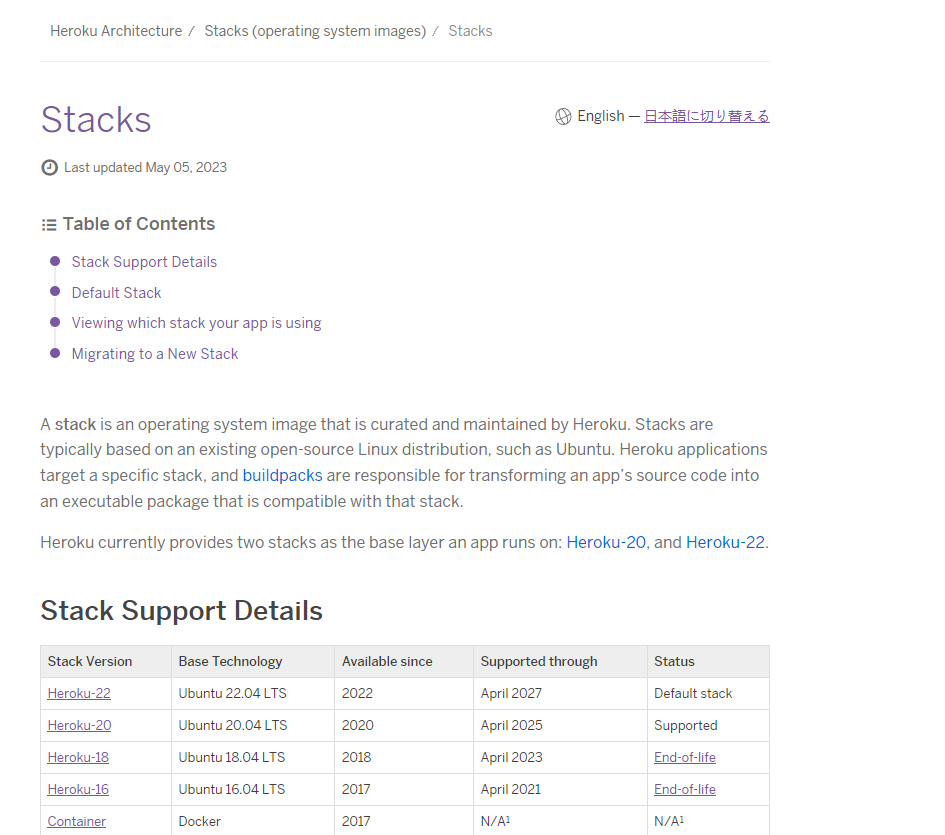 Heroku Architecture / Stacks (operating system images) / Stacks
Stacks
English — 日本語に切り替える
Last updated May 05, 2023
Table of Contents
Stack Support Details
Default Stack
Viewing which stack your app is using
Migrating to a New Stack
A stack is an operating system image that is curated and maintained by Heroku. Stacks are
typically based on an existing open-source Linux distribution, such as Ubuntu. Heroku applications
target a specific stack, and buildpacks are responsible for transforming an app’s source code into
an executable package that is compatible with that stack.
Heroku currently provides two stacks as the base layer an app runs on: Heroku-20, and Heroku-22.
Stack Support Details
Stack Version Base Technology Available since Supported through Status
Heroku-22 Ubuntu 22.04 LTS 2022 April 2027 Default stack
Heroku-20 Ubuntu 20.04 LTS 2020 April 2025 Supported
Heroku-18 Ubuntu 18.04 LTS 2018 April 2023 End-of-life
Heroku-16 Ubuntu 16.04 LTS 2017 April 2021 End-of-life
Container Docker 2017 N/A¹ N/A¹